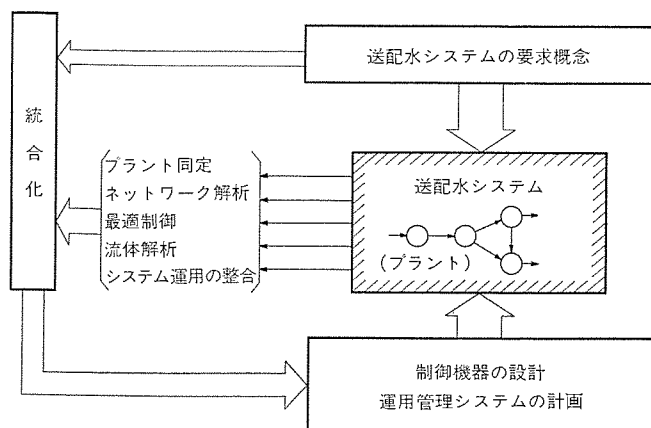 送配水システムの要求概念
統合化
プラント同定
ネットワーク解析
最適制御
流体解析
システム運用の整合
送配水システム
(プラント)
制御機器の設計
運用管理システムの計画